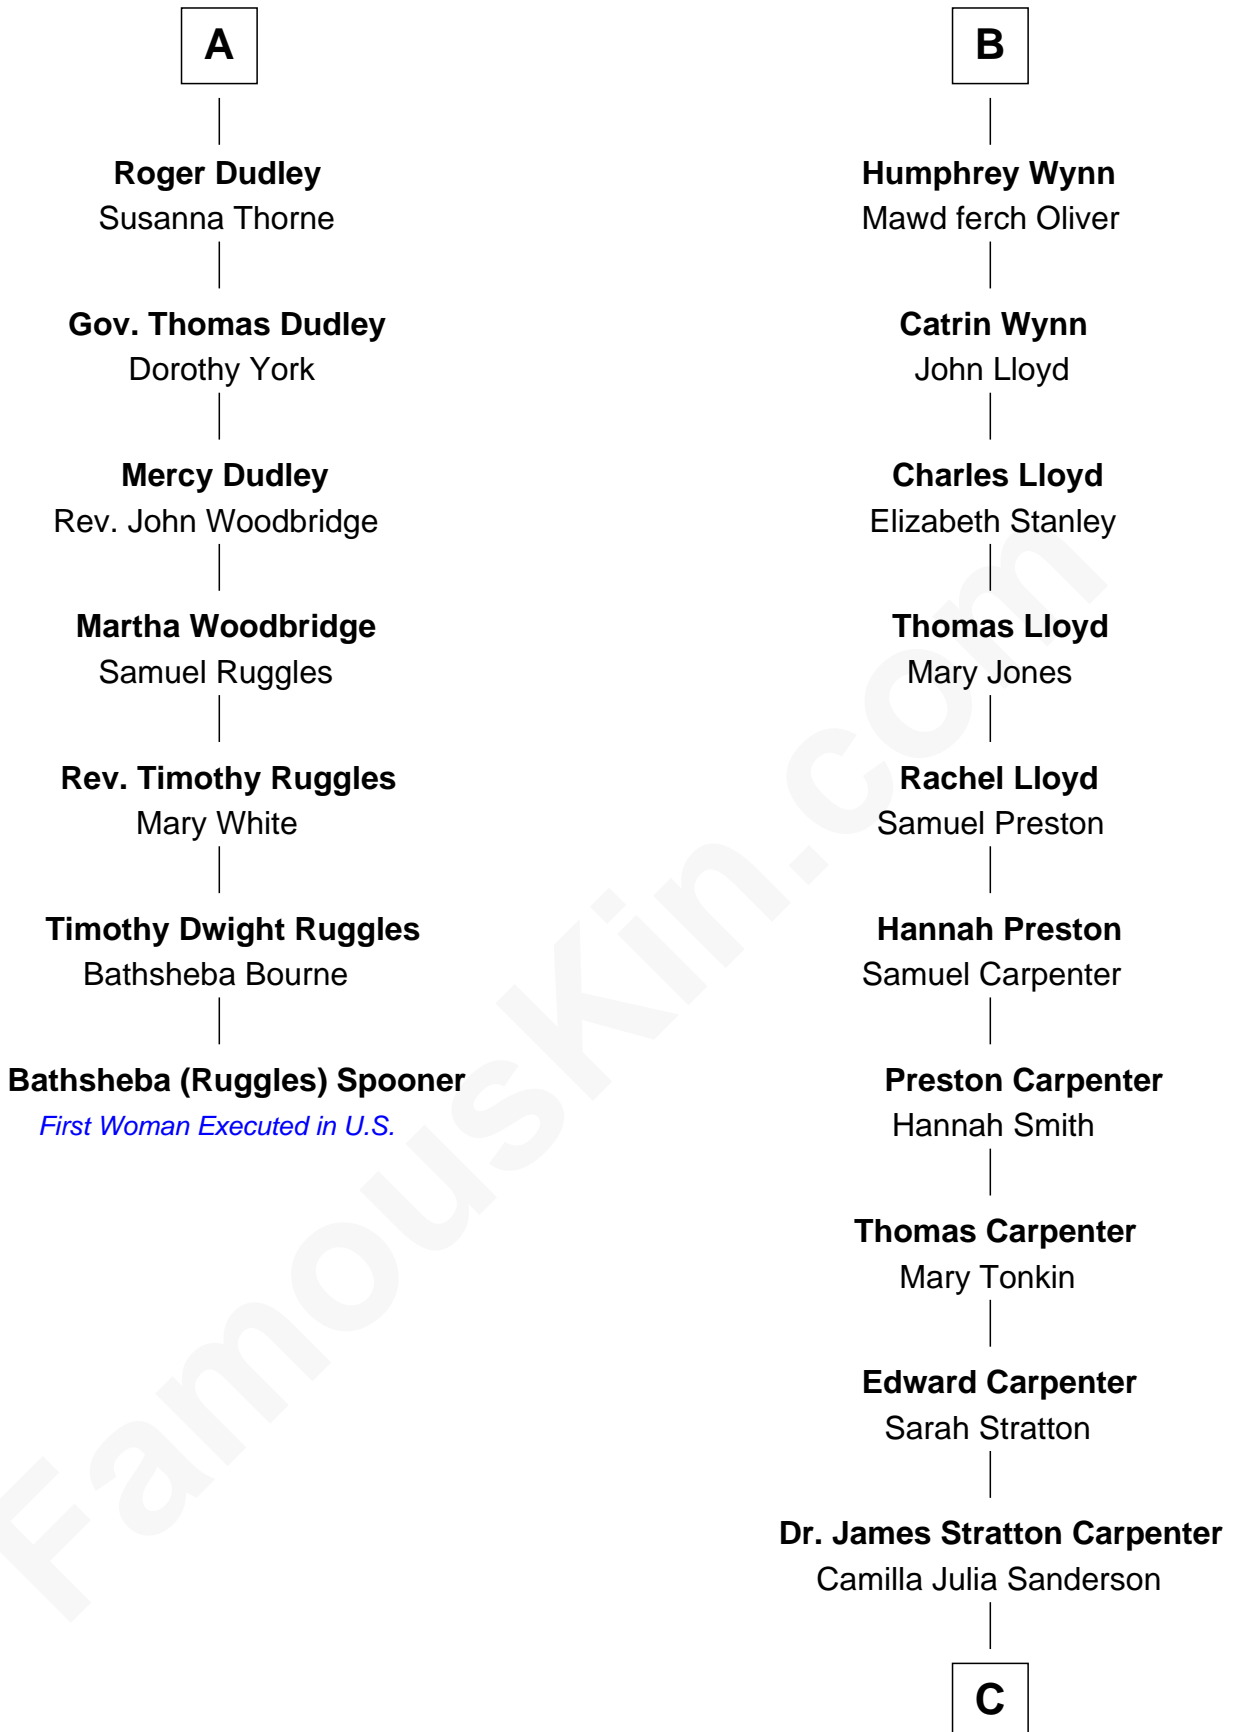 A
Roger Dudley
Susanna Thorne
Gov. Thomas Dudley
Dorothy York
Mercy Dudley
Rev. John Woodbridge
Martha Woodbridge
Samuel Ruggles
Rev. Timothy Ruggles
Mary White
Timothy Dwight Ruggles
Bathsheba Bourne
Bathsheba (Ruggles) Spooner
First Woman Executed in U.S.
B
Humphrey Wynn
Mawd ferch Oliver
Catrin Wynn
John Lloyd
Charles Lloyd
Elizabeth Stanley
Thomas Lloyd
Mary Jones
Rachel Lloyd
Samuel Preston
Hannah Preston
Samuel Carpenter
Preston Carpenter
Hannah Smith
Thomas Carpenter
Mary Tonkin
Edward Carpenter
Sarah Stratton
Dr. James Stratton Carpenter
Camilla Julia Sanderson
C
FamousKin.com